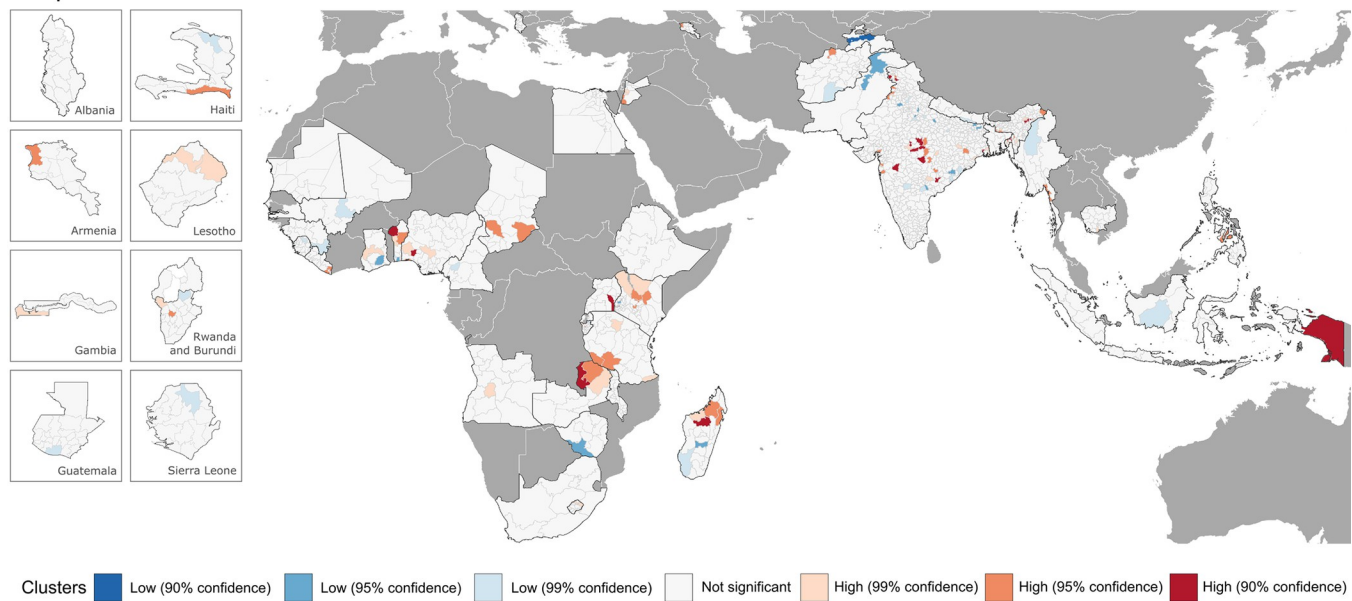 Albania
Haiti
Armenia
Lesotho
Gambia
Rwanda
and Burundi
Guatemala
Sierra Leone
Clusters
Low (90% confidence)
Low (95% confidence)
Low (99% confidence)
Not significant
High (99% confidence)
High (95% confidence)
High (90% confidence)